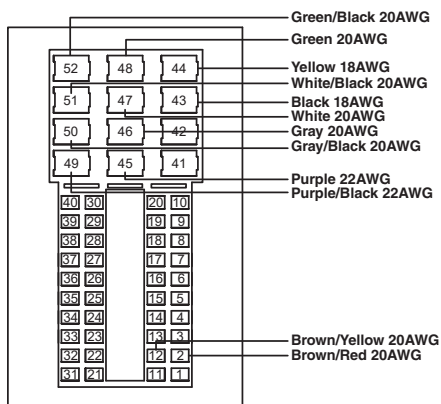 Green/Black 20AWG
Green 20AWG
52 48 44 Yellow 18AWG
White/Black 20AWG
51 47 43 Black 18AWG
White 20AWG
50 46 42 Gray 20AWG
Gray/Black 20AWG
49 45 41
Purple 22AWG
Purple/Black 22AWG
40 30 20 10
39 29 19 9
38 28 18 8
37 27 17 7
36 26 16 6
35 25 15 5
34 24 14 4
33 23 13 3
Brown/Yellow 20AWG
32 22 12 2 Brown/Red 20AWG
31 21 11 1